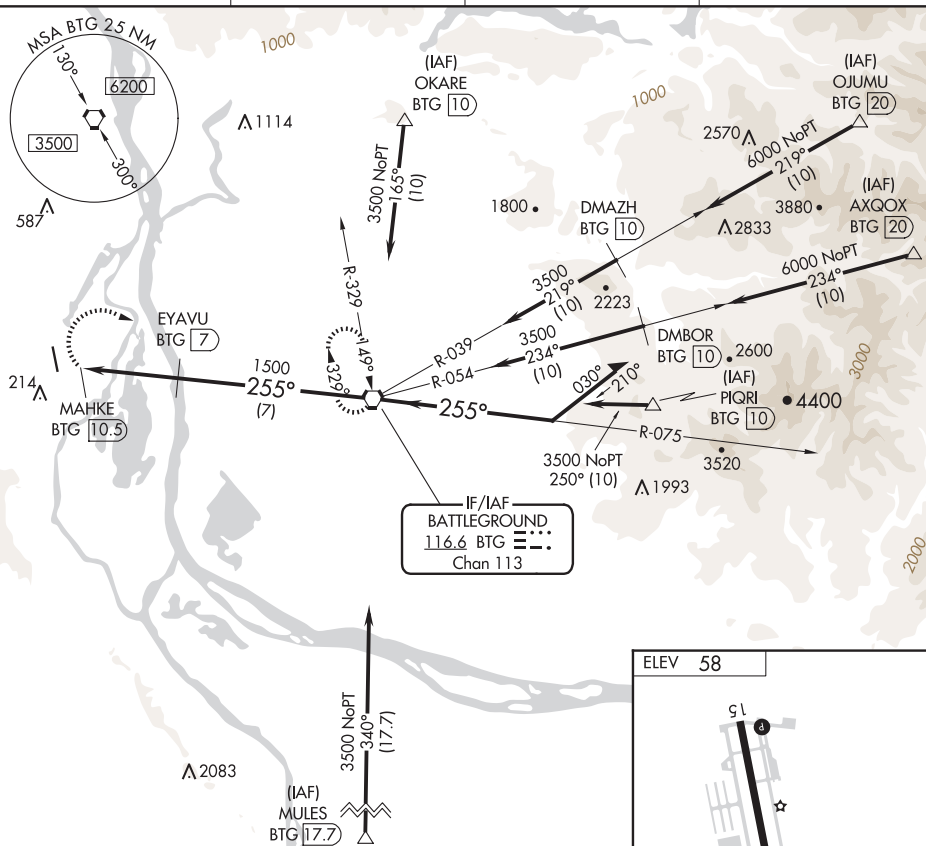 MSA BTG 25 NM
130°
6200
3500
300°
1000
1114
587
(IAF)
OKARE
BTG 10
3500 NoPT
165°
(10)
1000
2570
(IAF)
OJUMU
BTG 20
6000 NoPT
219°
(10)
1800
DMAZH
BTG 10
2833
3880
(IAF)
AXQOX
BTG 20
6000 NoPT
234°
(10)
3500
219°
(10)
2223
R-329
149°
329°
EYAVU
BTG 7
1500
255°
(7)
214
MAHKE
BTG 10.5
R-039
3500
234°
(10)
R-054
DMBOR
BTG 10
2600
3000
255°
030°
210°
(IAF)
PIQRI
BTG 10
4400
R-075
3500 NoPT
250° (10)
3520
1993
IF/IAF
BATTLEGROUND
116.6 BTG
Chan 113
2000
3500 NoPT
340°
(17.7)
2083
(IAF)
MULES
BTG 17.7
ELEV 58
15
P